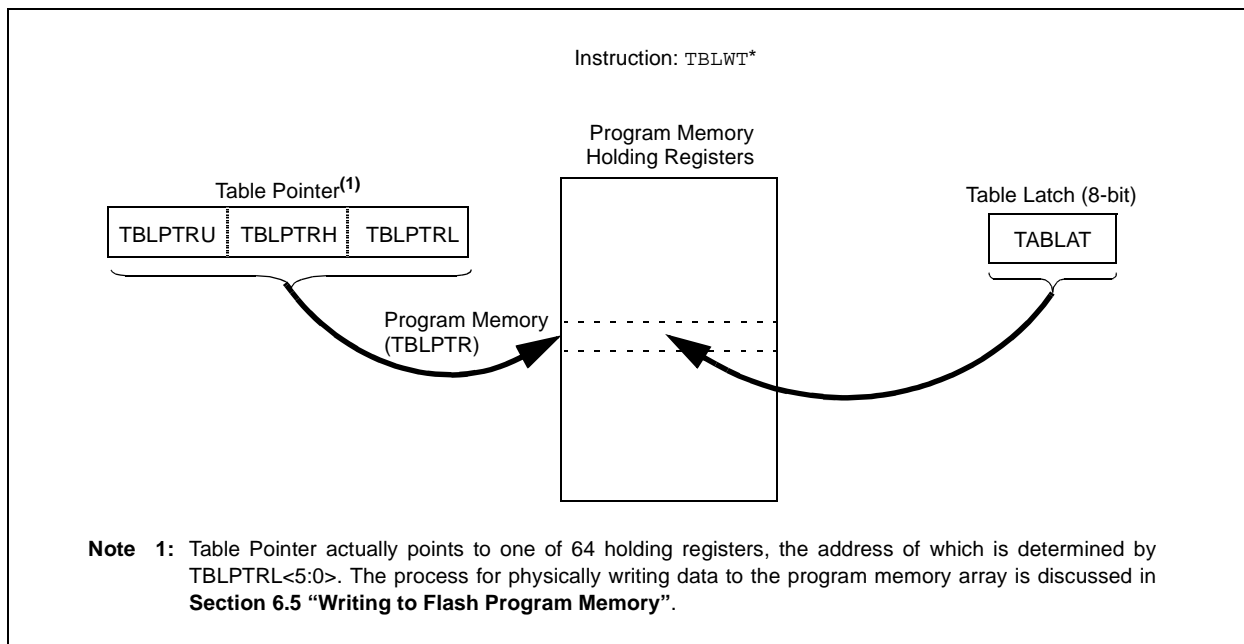 Instruction: TBLWT*
Program Memory
Holding Registers
Table Pointer(1)
TBLPTRU TBLPTRH TBLPTRL
Table Latch (8-bit)
TABLAT
Program Memory
(TBLPTR)
Note 1: Table Pointer actually points to one of 64 holding registers, the address of which is determined by
TBLPTRL<5:0>. The process for physically writing data to the program memory array is discussed in
Section 6.5 “Writing to Flash Program Memory”.